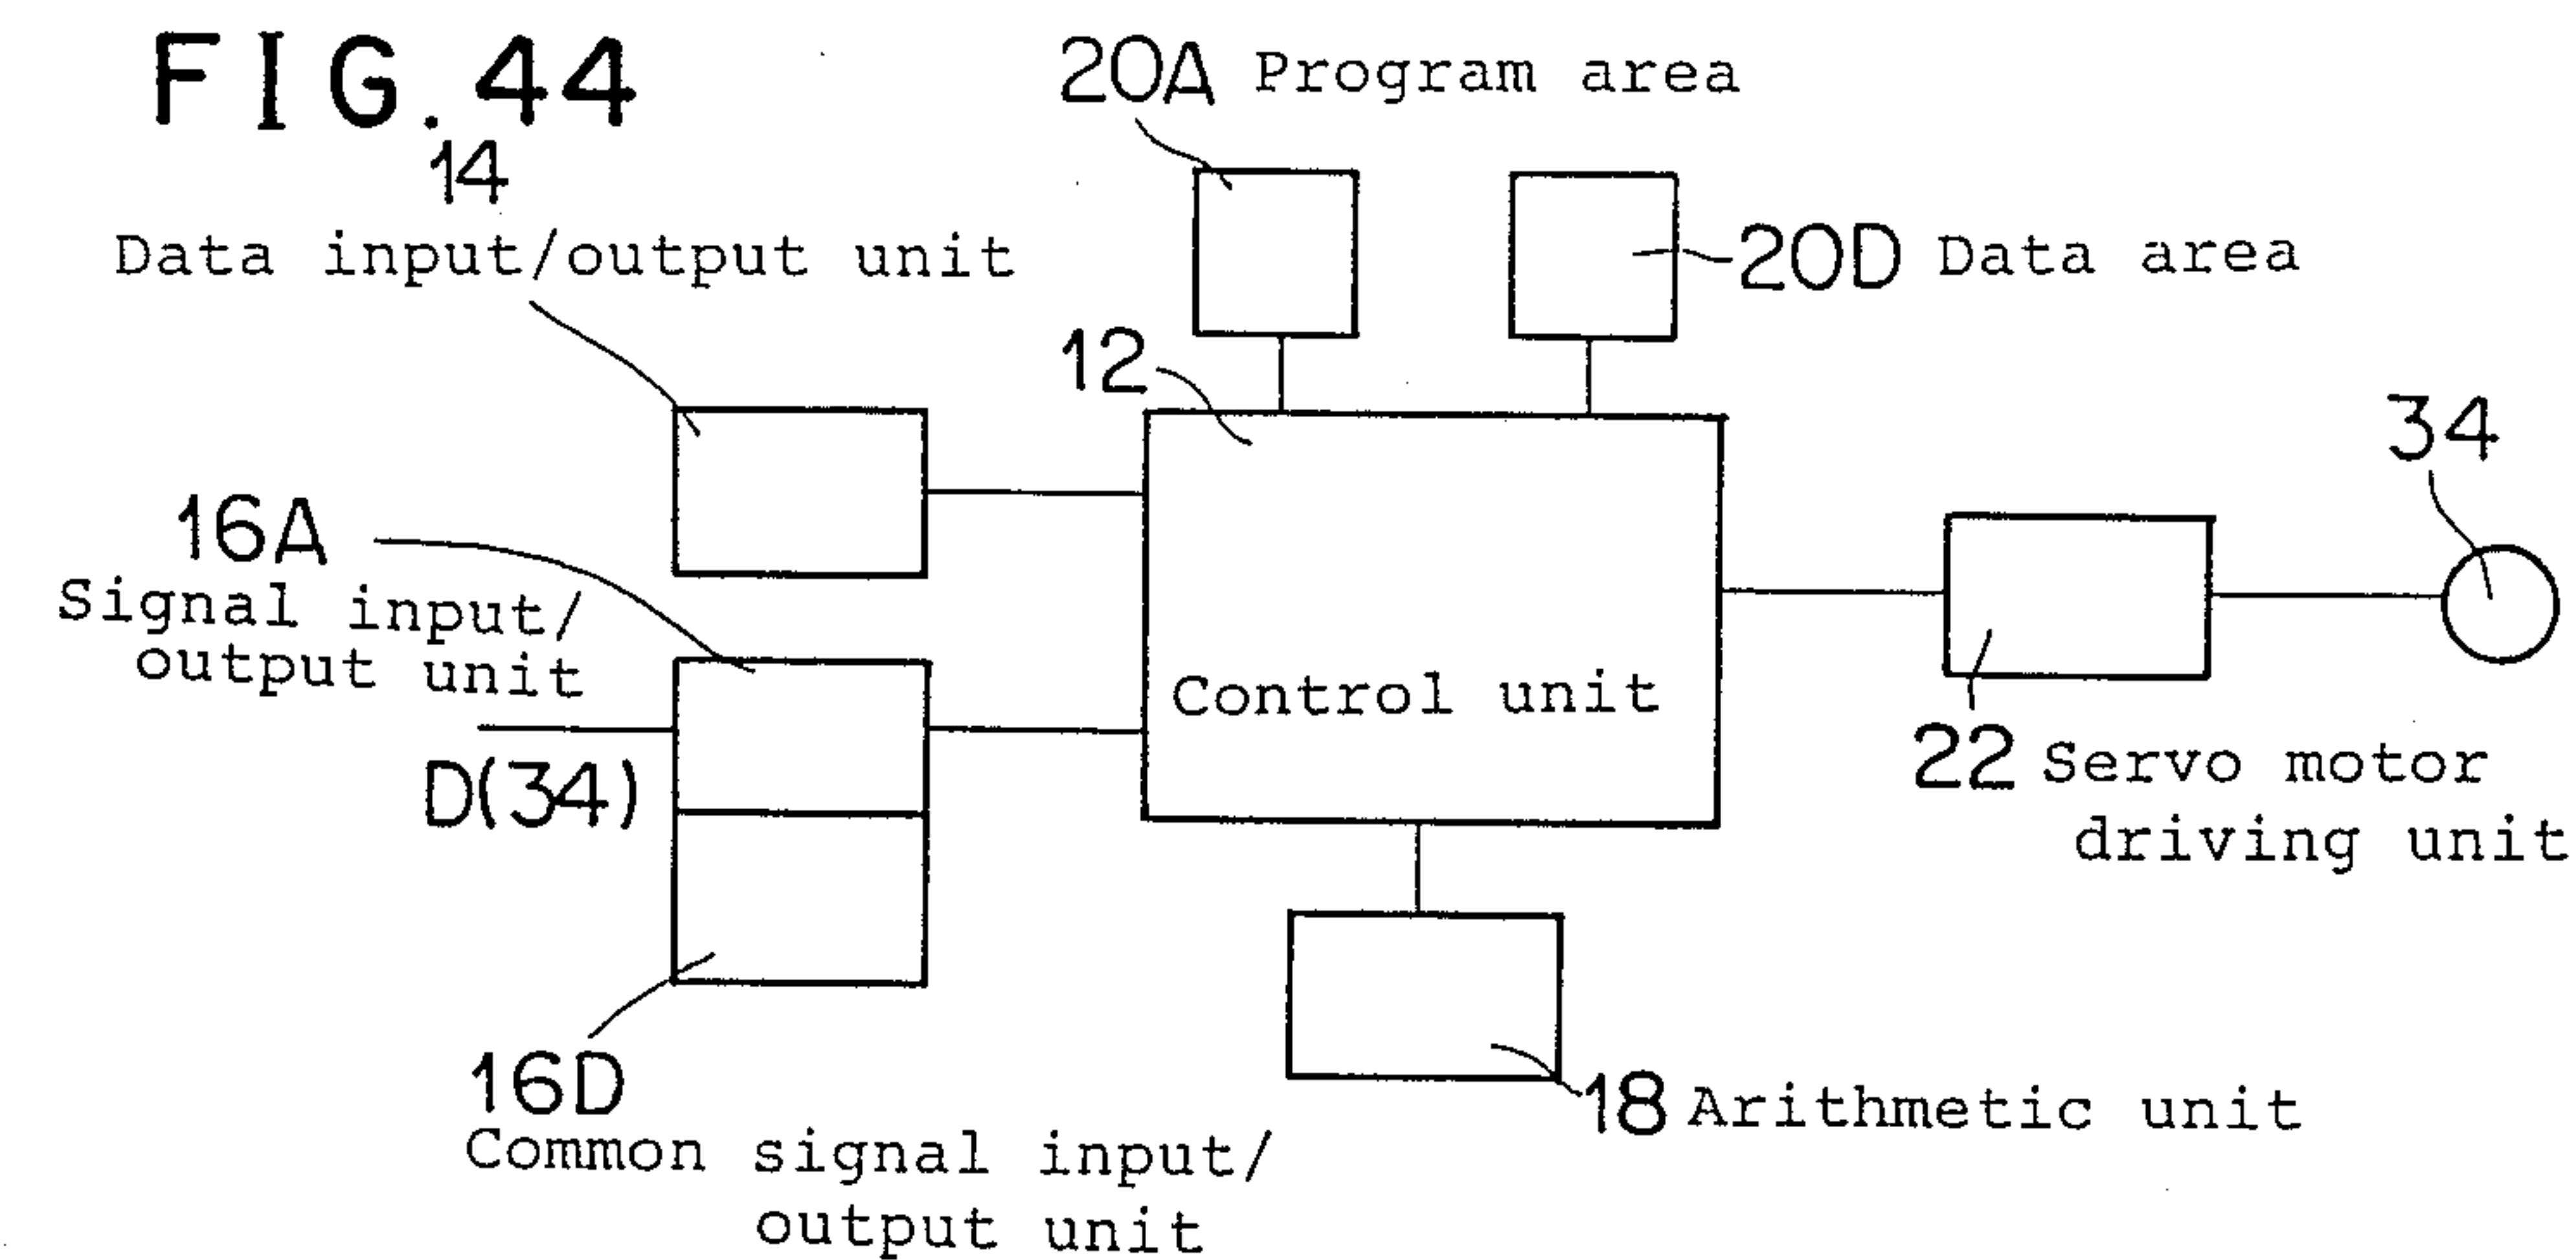 FIG. 44
14
Data input/output unit
20A Program area
20D Data area
12
34
16A
Signal input/
output unit
Control unit
D(34)
22 Servo motor
driving unit
16D
Common signal input/
output unit
18 Arithmetic unit